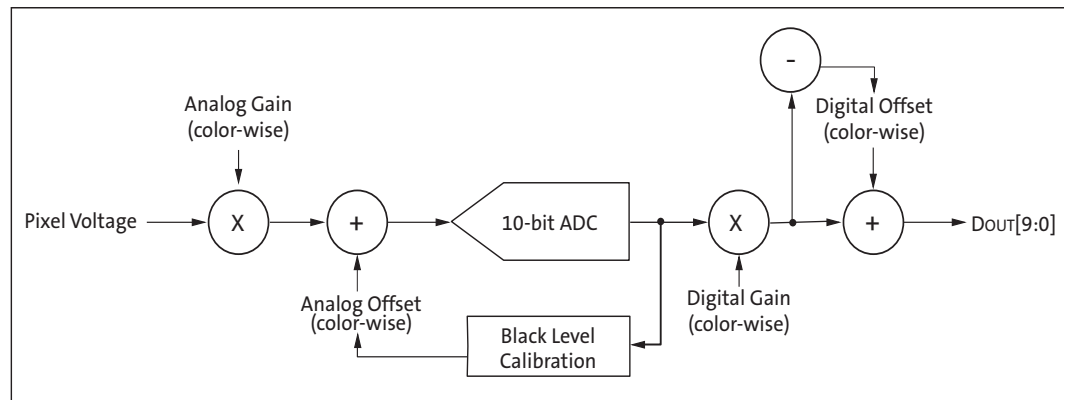 -
Analog Gain
(color-wise)
Digital Offset
(color-wise)
Pixel Voltage
X
+
10-bit ADC
X
+
DOUT[9:0]
Analog Offset
(color-wise)
Digital Gain
(color-wise)
Black Level
Calibration